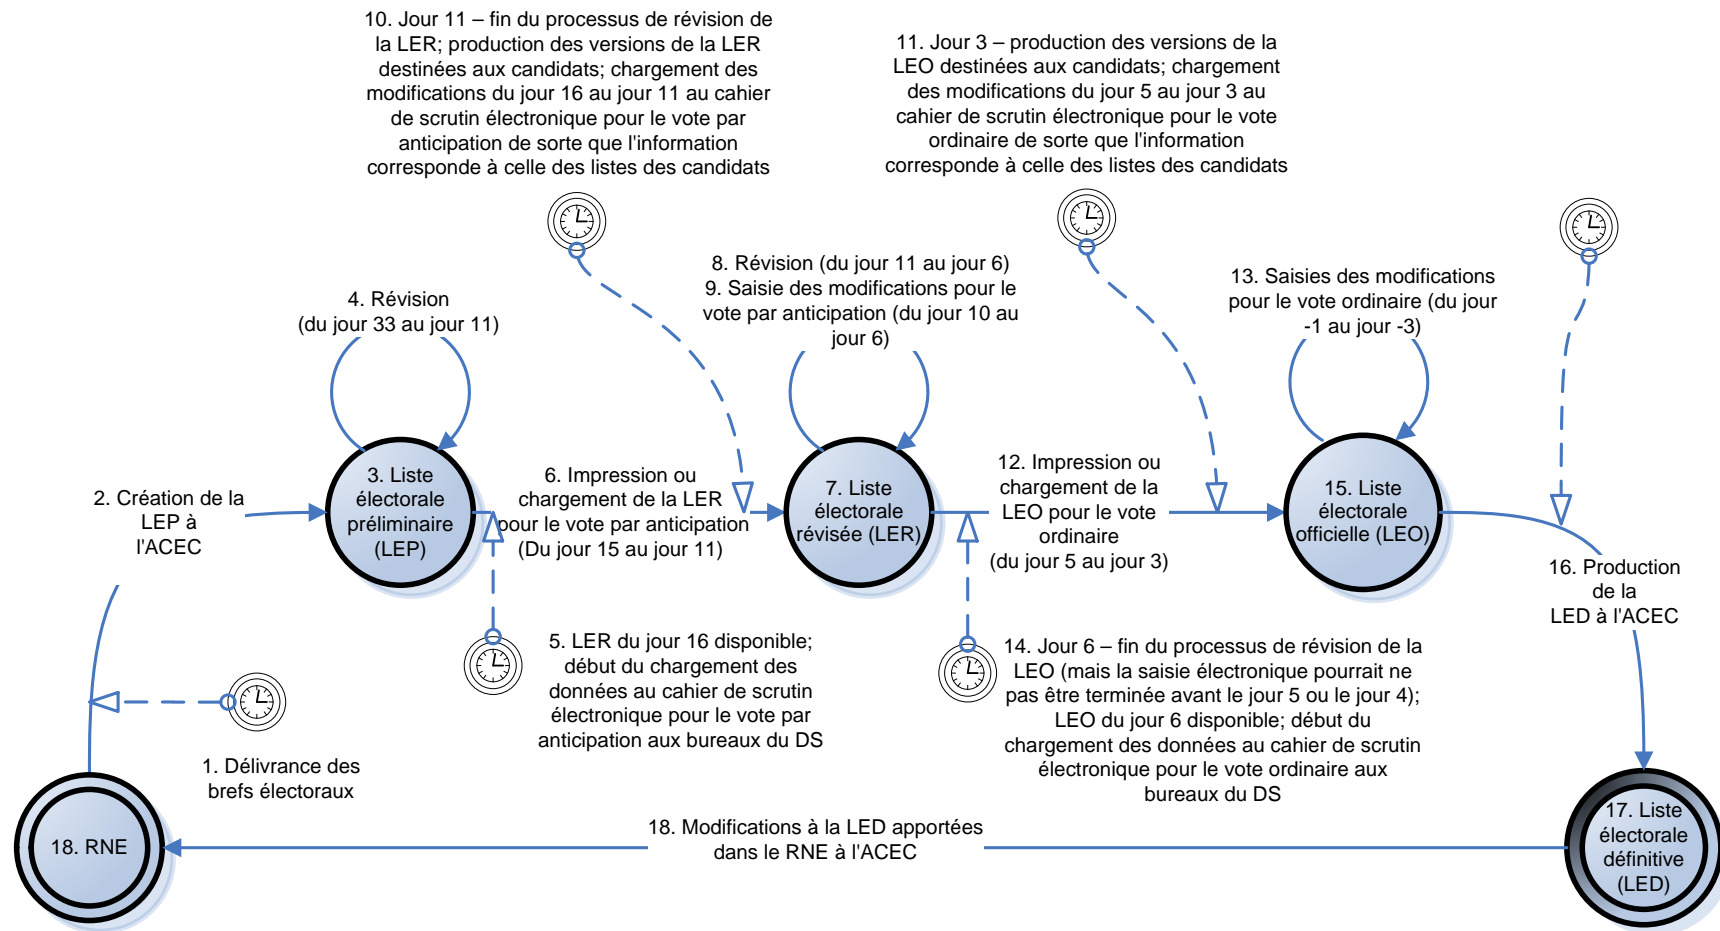 10. Jour 11 – fin du processus de révision de
la LER; production des versions de la LER
destinées aux candidats; chargement des
modifications du jour 16 au jour 11 au cahier
de scrutin électronique pour le vote par
anticipation de sorte que l'information
corresponde à celle des listes des candidats
11. Jour 3 – production des versions de la
LEO destinées aux candidats; chargement
des modifications du jour 5 au jour 3 au
cahier de scrutin électronique pour le vote
ordinaire de sorte que l'information
corresponde à celle des listes des candidats
4. Révision
(du jour 33 au jour 11)
8. Révision (du jour 11 au jour 6)
9. Saisie des modifications pour le
vote par anticipation (du jour 10 au
jour 6)
13. Saisies des modifications
pour le vote ordinaire (du jour
-1 au jour -3)
2. Création de la
LEP à
l'ACEC
3. Liste
électorale
préliminaire
(LEP)
6. Impression ou
chargement de la LER
pour le vote par anticipation
(Du jour 15 au jour 11)
7. Liste
électorale
révisée (LER)
12. Impression ou
chargement de la
LEO pour le vote
ordinaire
(du jour 5 au jour 3)
15. Liste
électorale
officielle (LEO)
16. Production
de la
LED à l'ACEC
5. LER du jour 16 disponible;
début du chargement des
données au cahier de scrutin
électronique pour le vote par
anticipation aux bureaux du DS
14. Jour 6 – fin du processus de révision de la
LEO (mais la saisie électronique pourrait ne
pas être terminée avant le jour 5 ou le jour 4);
LEO du jour 6 disponible; début du
chargement des données au cahier de scrutin
électronique pour le vote ordinaire aux
bureaux du DS
1. Délivrance des
brefs électoraux
18. RNE
18. Modifications à la LED apportées
dans le RNE à l'ACEC
17. Liste
électorale
définitive
(LED)